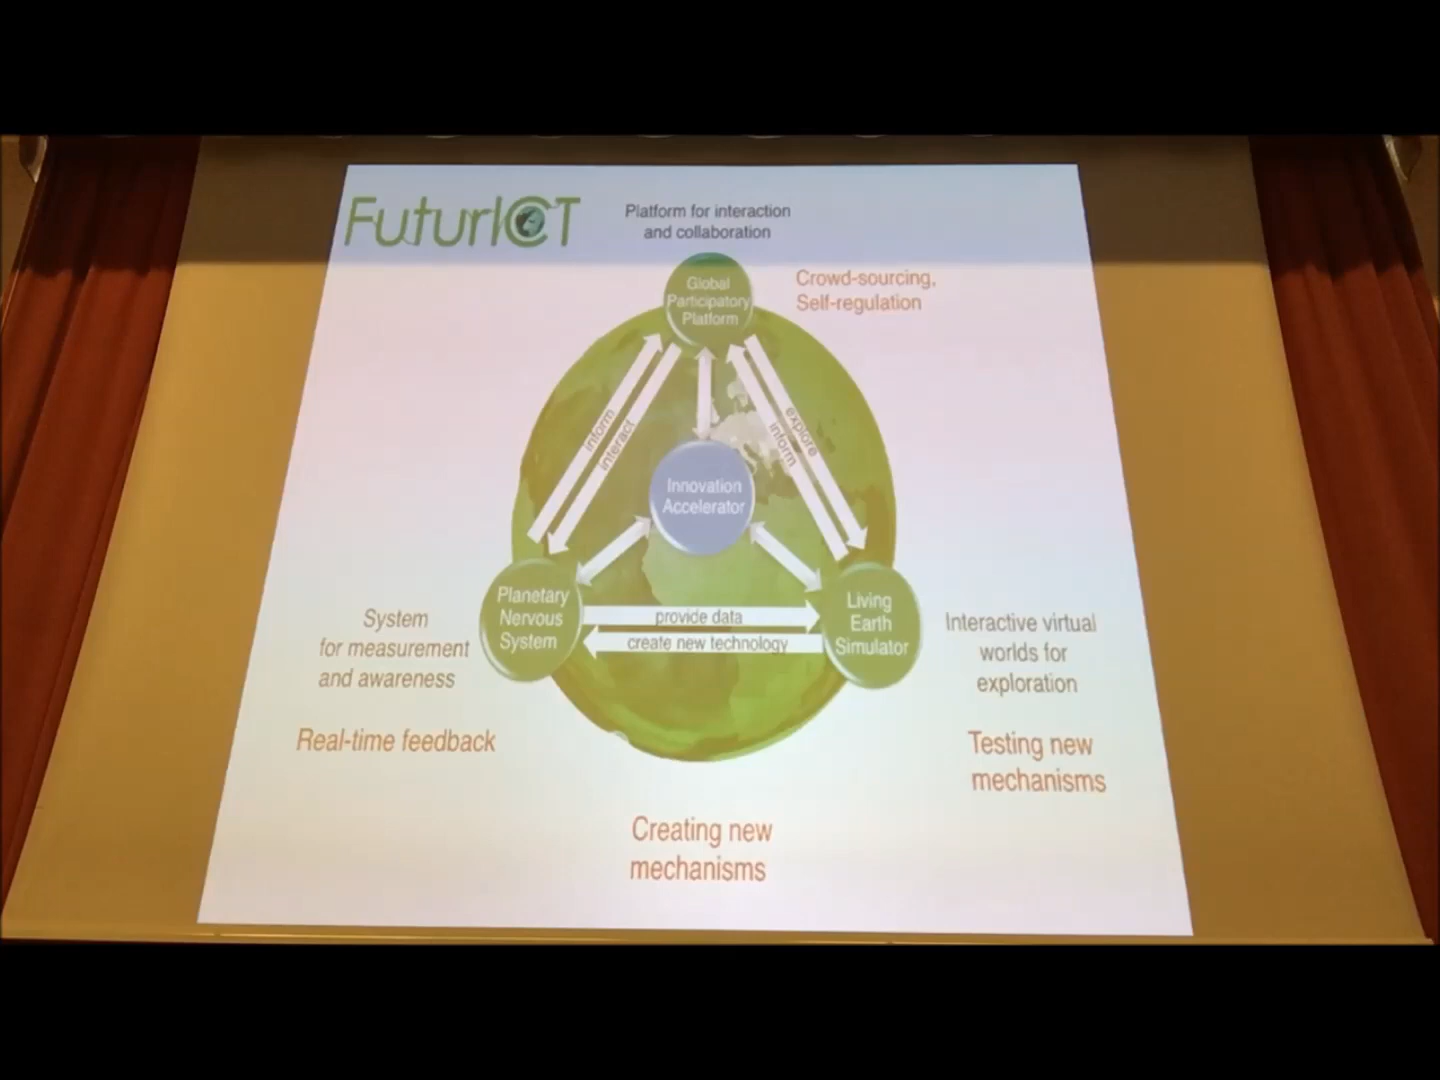 FuturICT
Platform for interaction
and collaboration
Global
Participatory
Platform
Crowd-sourcing,
Self-regulation
inform
interact
explore
inform
Innovation
Accelerator
Planetary
Nervous
System
provide data
create new technology
Living
Earth
Simulator
System
for measurement
and awareness
Interactive virtual
worlds for
exploration
Real-time feedback
Testing new
mechanisms
Creating new
mechanisms